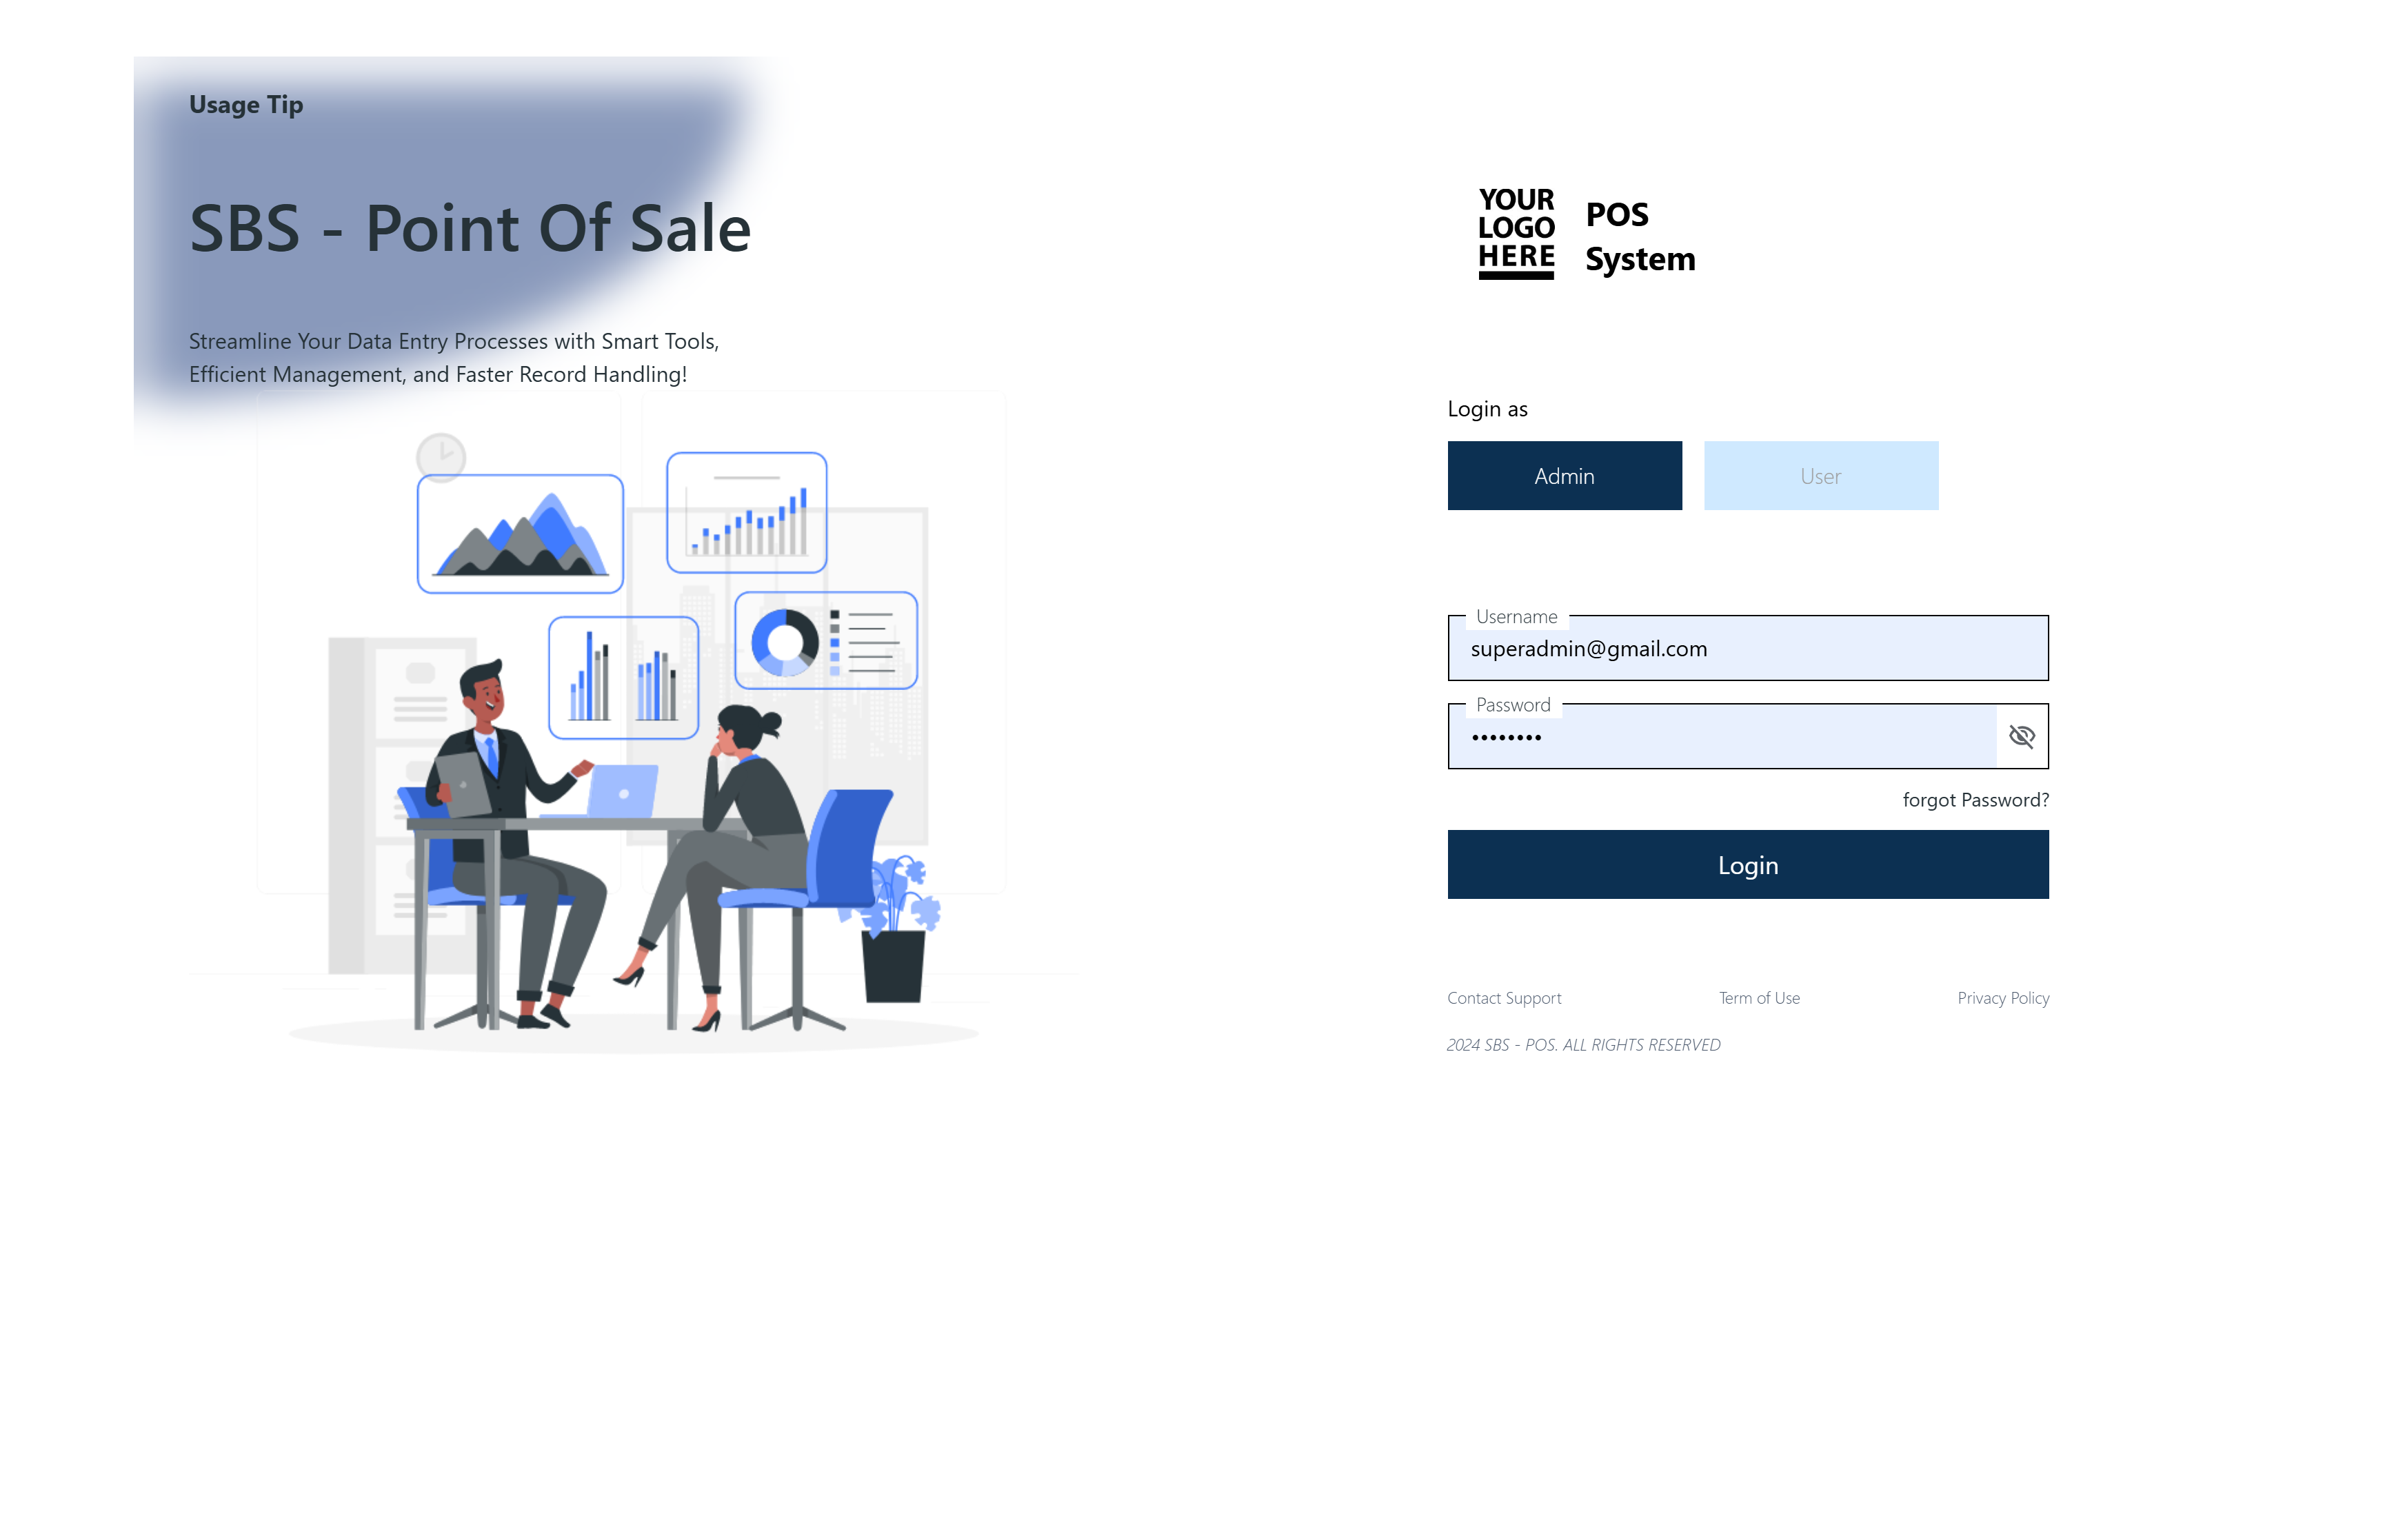 Usage Tip
SBS - Point Of Sale
Streamline Your Data Entry Processes with Smart Tools,
Efficient Management, and Faster Record Handling!
YOUR
LOGO
HERE
POS
System
Login as
Admin
User
Username
superadmin@gmail.com
Password
••••••••
forgot Password?
Login
Contact Support
Term of Use
Privacy Policy
2024 SBS - POS. ALL RIGHTS RESERVED